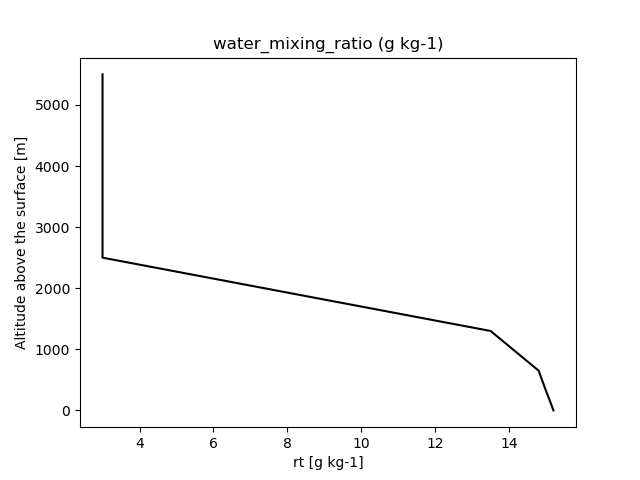 water_mixing_ratio (g kg-1)
Altitude above the surface [m]
5000
4000
3000
2000
1000
0
4 6 8 10 12 14
rt [g kg-1]